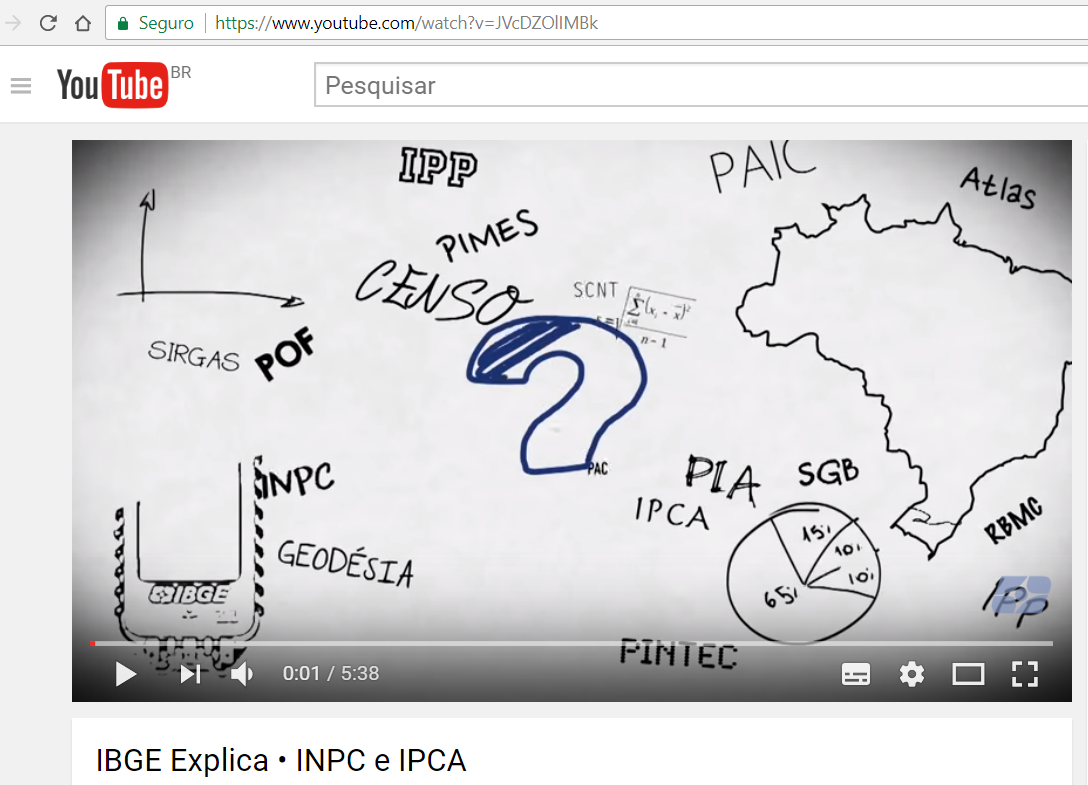 Seguro
https://www.youtube.com/watch?v=JVcDZOlIMBk
YouTube BR
Pesquisar
IPP
PAIC
Atlas
PIMES
CENSO
SCNT
n - 1
SIRGAS
POF
PAC
INPC
PIA
SGB
IPCA
RBMC
GEODÉSIA
15%
10%
10%
65%
IBGE
IPP
PINTEC
0:01 / 5:38
IBGE Explica • INPC e IPCA